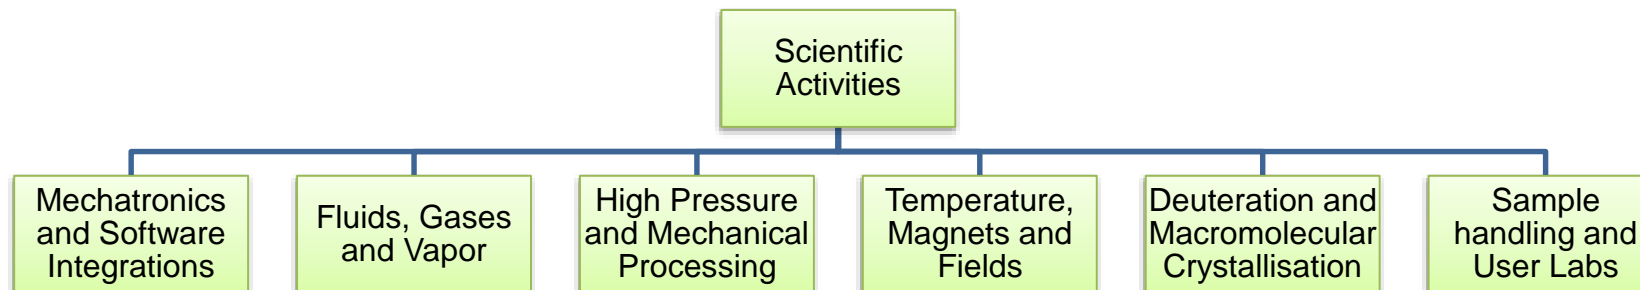 Scientific
Activities
Mechatronics
and Software
Integrations
Fluids, Gases
and Vapor
High Pressure
and Mechanical
Processing
Temperature,
Magnets and
Fields
Deuteration and
Macromolecular
Crystallisation
Sample
handling and
User Labs